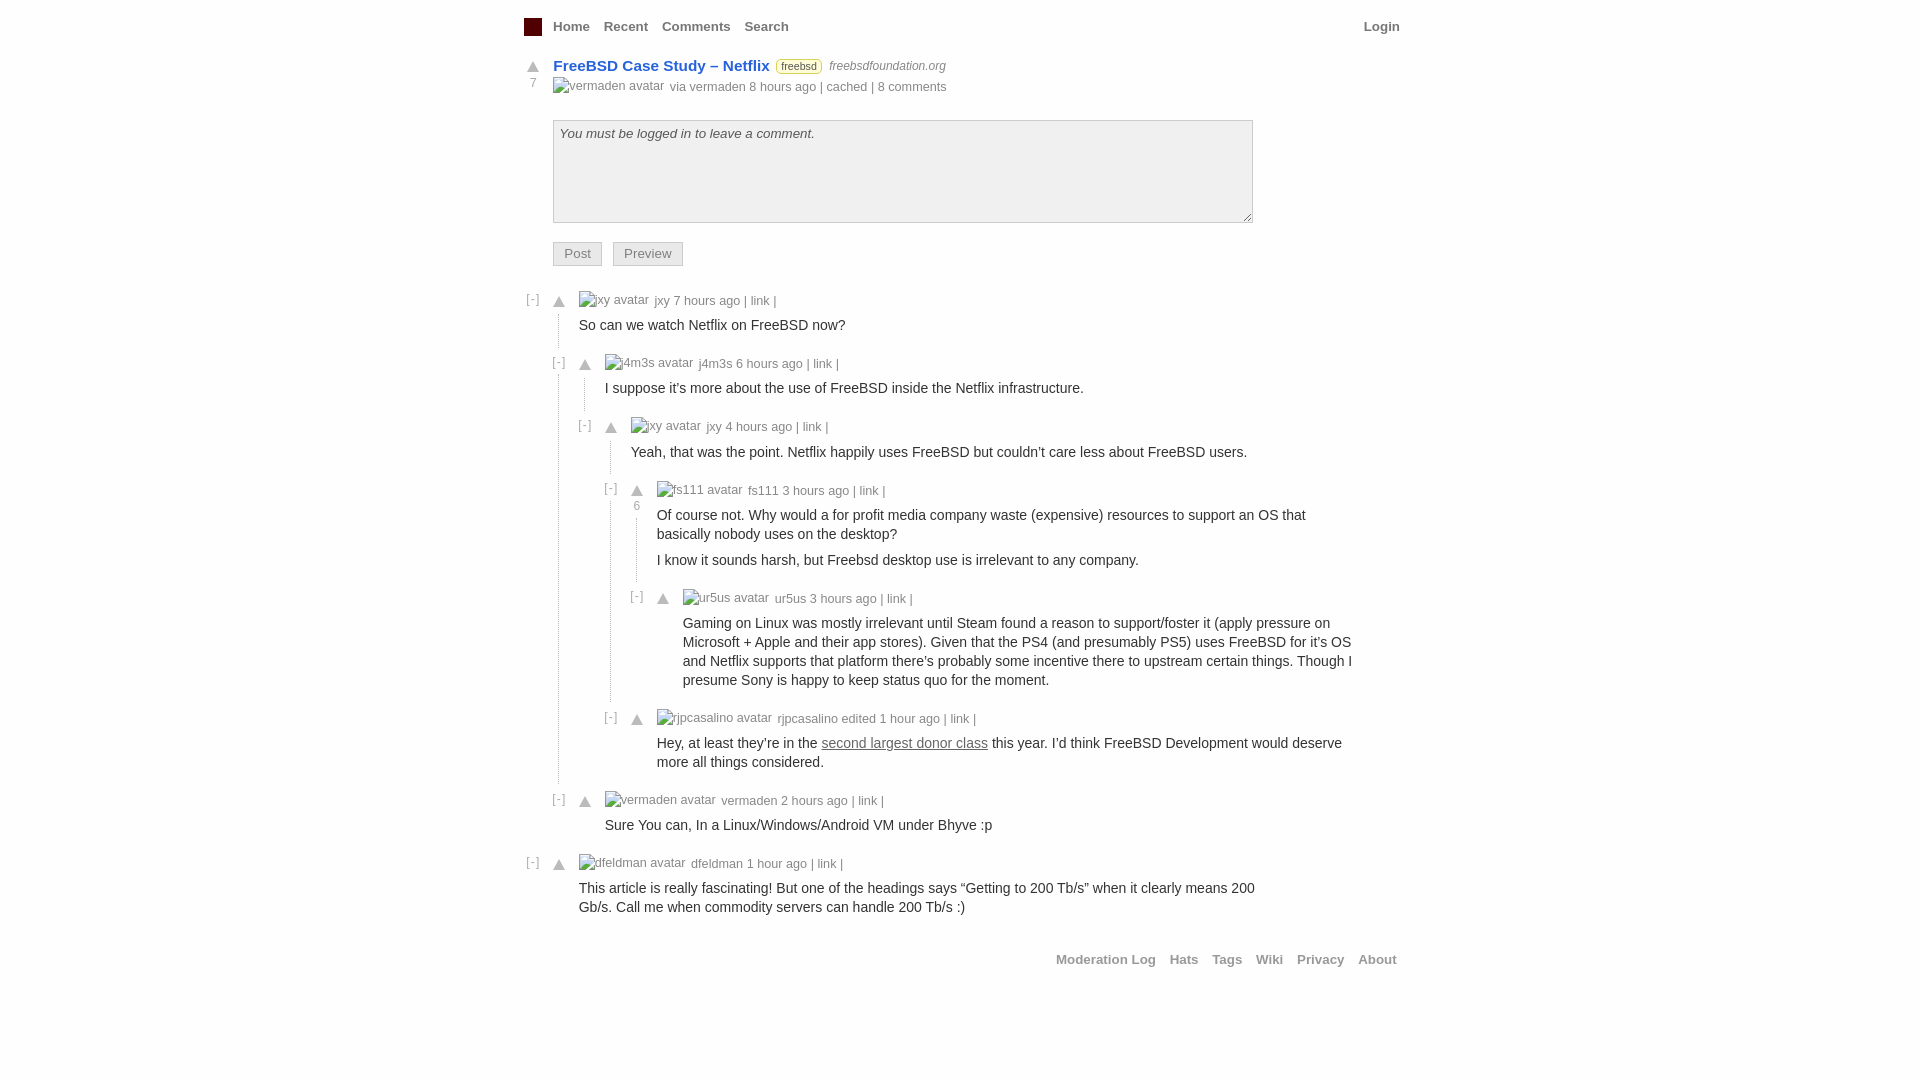 Home Recent Comments Search Login
FreeBSD Case Study – Netflix freebsd freebsdfoundation.org
7
vermaden avatar via vermaden 8 hours ago | cached | 8 comments
You must be logged in to leave a comment.
Post Preview
[-] jxy avatar jxy 7 hours ago | link |
So can we watch Netflix on FreeBSD now?
[-] j4m3s avatar j4m3s 6 hours ago | link |
I suppose it’s more about the use of FreeBSD inside the Netflix infrastructure.
[-] jxy avatar jxy 4 hours ago | link |
Yeah, that was the point. Netflix happily uses FreeBSD but couldn’t care less about FreeBSD users.
[-] fs111 avatar fs111 3 hours ago | link |
6
Of course not. Why would a for profit media company waste (expensive) resources to support an OS that
basically nobody uses on the desktop?
I know it sounds harsh, but Freebsd desktop use is irrelevant to any company.
[-] ur5us avatar ur5us 3 hours ago | link |
Gaming on Linux was mostly irrelevant until Steam found a reason to support/foster it (apply pressure on
Microsoft + Apple and their app stores). Given that the PS4 (and presumably PS5) uses FreeBSD for it’s OS
and Netflix supports that platform there’s probably some incentive there to upstream certain things. Though I
presume Sony is happy to keep status quo for the moment.
[-] rjpcasalino avatar rjpcasalino edited 1 hour ago | link |
Hey, at least they’re in the second largest donor class this year. I’d think FreeBSD Development would deserve
more all things considered.
[-] vermaden avatar vermaden 2 hours ago | link |
Sure You can, In a Linux/Windows/Android VM under Bhyve :p
[-] dfeldman avatar dfeldman 1 hour ago | link |
This article is really fascinating! But one of the headings says “Getting to 200 Tb/s” when it clearly means 200
Gb/s. Call me when commodity servers can handle 200 Tb/s :)
Moderation Log Hats Tags Wiki Privacy About